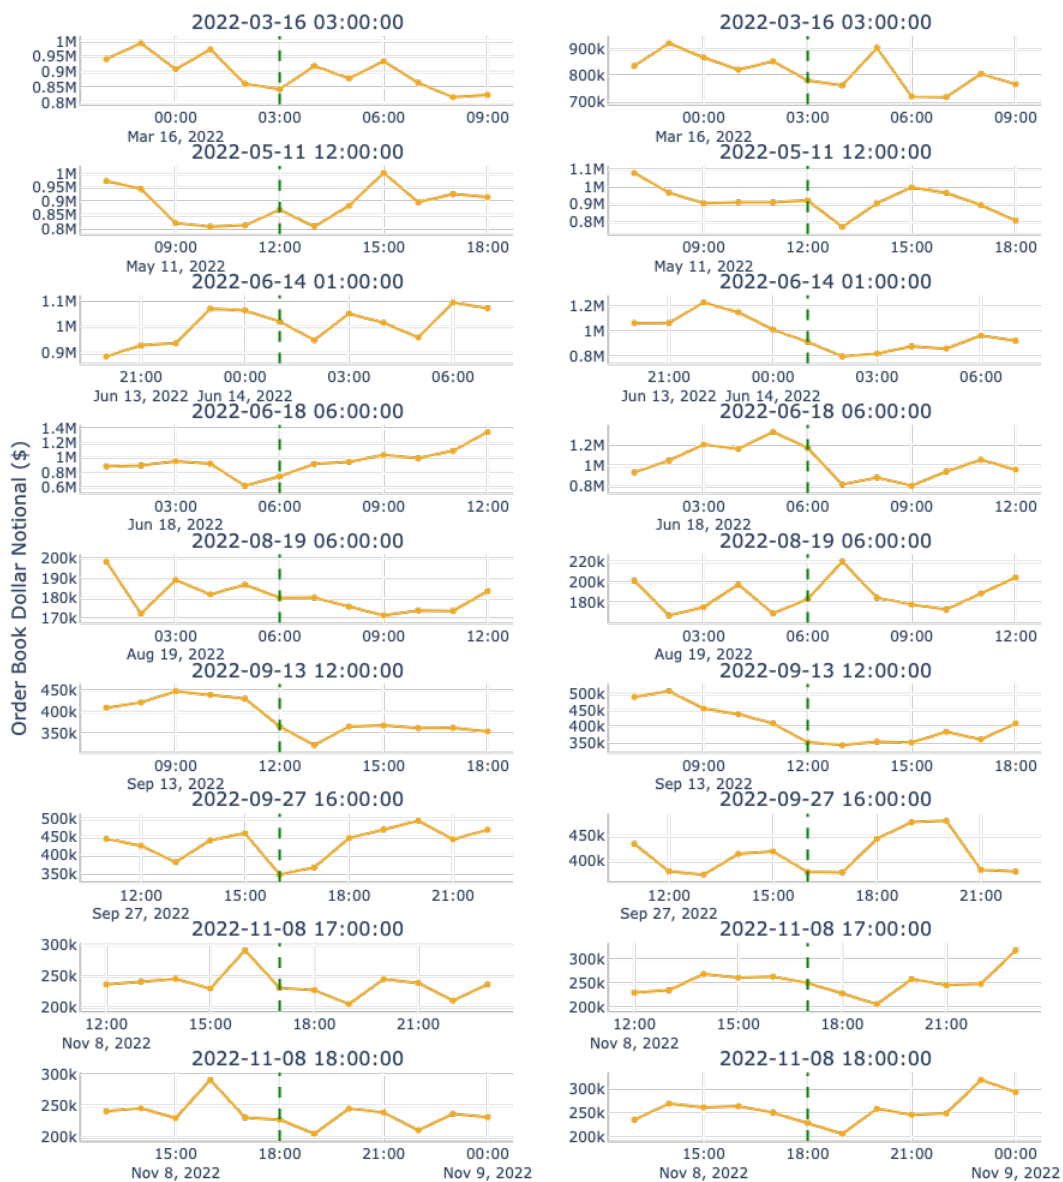 Order Book Dollar Notional ($)
2022-03-16 03:00:00
1M
0.95M
0.9M
0.85M
0.8M
00:00 03:00 06:00 09:00
Mar 16, 2022
2022-03-16 03:00:00
900k
800k
700k
00:00 03:00 06:00 09:00
Mar 16, 2022
2022-05-11 12:00:00
1M
0.95M
0.9M
0.85M
0.8M
09:00 12:00 15:00 18:00
May 11, 2022
2022-05-11 12:00:00
1.1M
1M
0.9M
0.8M
09:00 12:00 15:00 18:00
May 11, 2022
2022-06-14 01:00:00
1.1M
1M
0.9M
21:00 00:00 03:00 06:00
Jun 13, 2022 Jun 14, 2022
2022-06-14 01:00:00
1.2M
1M
0.8M
21:00 00:00 03:00 06:00
Jun 13, 2022 Jun 14, 2022
2022-06-18 06:00:00
1.4M
1.2M
1M
0.8M
0.6M
03:00 06:00 09:00 12:00
Jun 18, 2022
2022-06-18 06:00:00
1.2M
1M
0.8M
03:00 06:00 09:00 12:00
Jun 18, 2022
2022-08-19 06:00:00
200k
190k
180k
170k
03:00 06:00 09:00 12:00
Aug 19, 2022
2022-08-19 06:00:00
220k
200k
180k
03:00 06:00 09:00 12:00
Aug 19, 2022
2022-09-13 12:00:00
450k
400k
350k
09:00 12:00 15:00 18:00
Sep 13, 2022
2022-09-13 12:00:00
500k
450k
400k
350k
09:00 12:00 15:00 18:00
Sep 13, 2022
2022-09-27 16:00:00
500k
450k
400k
350k
12:00 15:00 18:00 21:00
Sep 27, 2022
2022-09-27 16:00:00
450k
400k
12:00 15:00 18:00 21:00
Sep 27, 2022
2022-11-08 17:00:00
300k
250k
200k
12:00 15:00 18:00 21:00
Nov 8, 2022
2022-11-08 17:00:00
300k
250k
200k
12:00 15:00 18:00 21:00 00:00
Nov 8, 2022
2022-11-08 18:00:00
300k
250k
200k
15:00 18:00 21:00 00:00
Nov 8, 2022 Nov 9, 2022
2022-11-08 18:00:00
300k
250k
200k
15:00 18:00 21:00 00:00
Nov 8, 2022 Nov 9, 2022